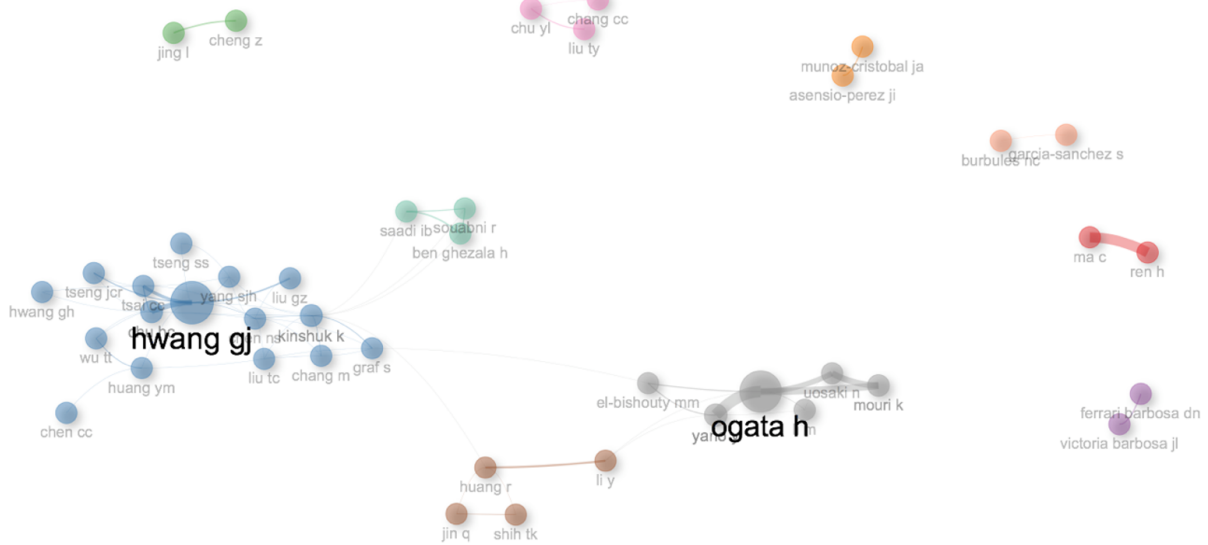 chang cc
chu yl
cheng z
liu ty
jing l
munoz-cristobal ja
asensio-perez ji
garcia-sanchez s
burbules nc
souabni r
saadi ib
ben ghezala h
ma c
ren h
tseng ss
tseng jcr
yang sjh
liu gz
tsai cc
hwang gh
chu hc
kinshuk k
hwang gj
wu tt
graf s
liu tc
chang m
huang ym
el-bishouty mm
uosaki n
mouri k
ferrari barbosa dn
chen cc
ogata h
victoria barbosa jl
huang r
li y
jin q
shih tk